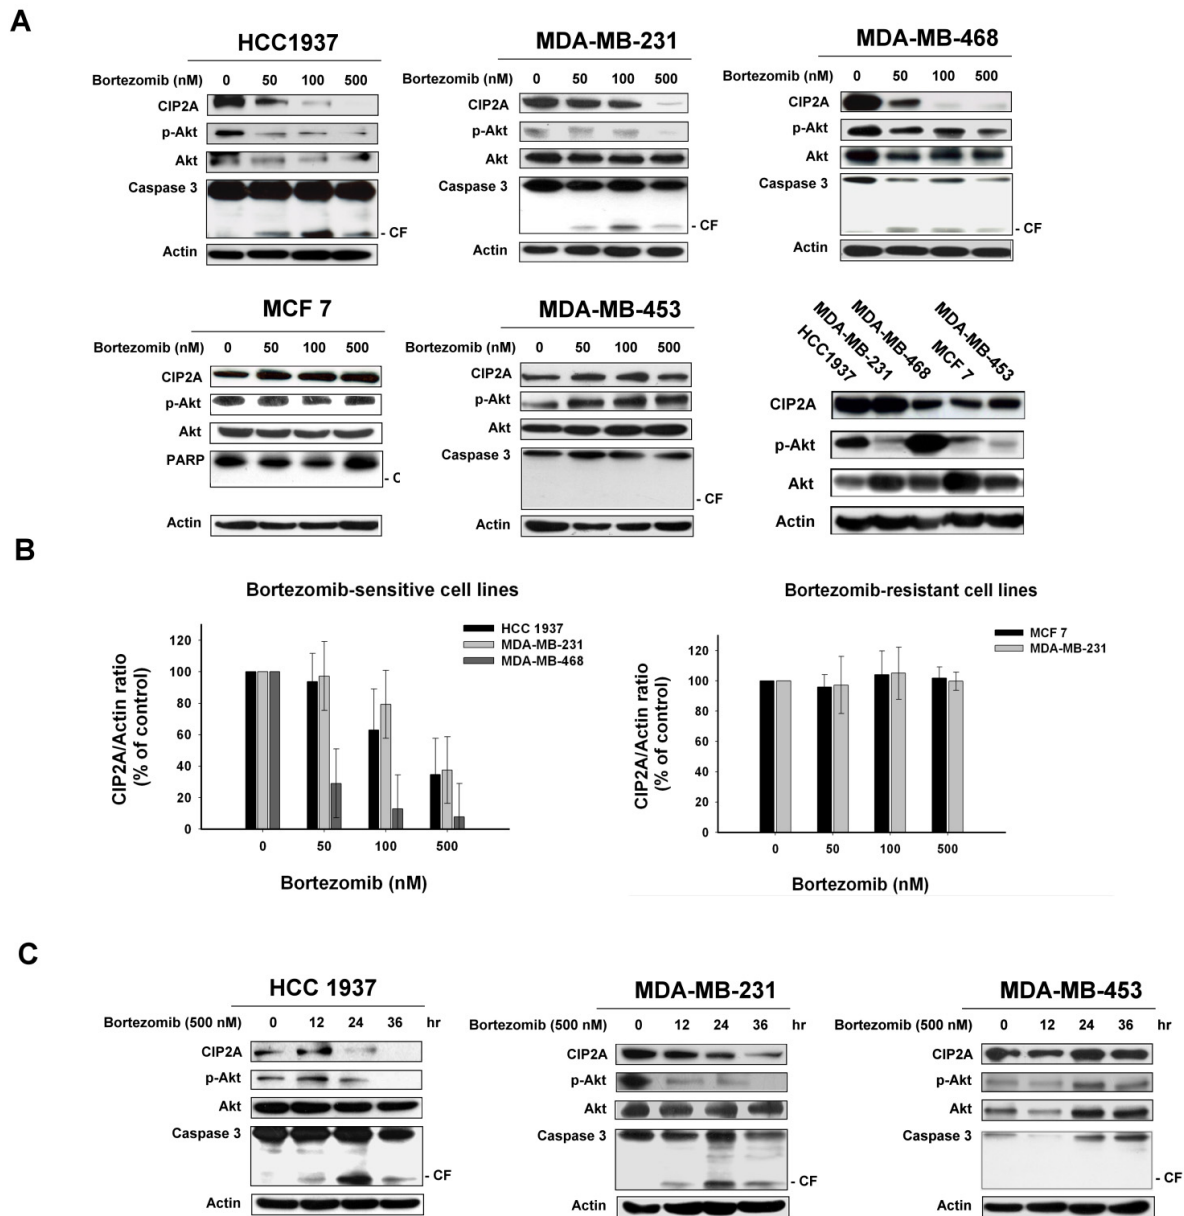 A
HCC1937
Bortezomib (nM) 0 50 100 500
CIP2A
p-Akt
Akt
Caspase 3
- CF
Actin
MDA-MB-231
Bortezomib (nM) 0 50 100 500
CIP2A
p-Akt
Akt
Caspase 3
- CF
Actin
MDA-MB-468
Bortezomib (nM) 0 50 100 500
CIP2A
p-Akt
Akt
Caspase 3
- CF
Actin
MCF 7
Bortezomib (nM) 0 50 100 500
CIP2A
p-Akt
Akt
PARP
- C
Actin
MDA-MB-453
Bortezomib (nM) 0 50 100 500
CIP2A
p-Akt
Akt
Caspase 3
- CF
Actin
HCC1937
MDA-MB-231
MDA-MB-468
MCF 7
MDA-MB-453
CIP2A
p-Akt
Akt
Actin
B
Bortezomib-sensitive cell lines
HCC 1937
MDA-MB-231
MDA-MB-468
CIP2A/Actin ratio
(% of control)
120
100
80
60
40
20
0
0 50 100 500
Bortezomib (nM)
Bortezomib-resistant cell lines
MCF 7
MDA-MB-231
CIP2A/Actin ratio
(% of control)
120
100
80
60
40
20
0
0 50 100 500
Bortezomib (nM)
C
HCC 1937
Bortezomib (500 nM) 0 12 24 36 hr
CIP2A
p-Akt
Akt
Caspase 3
- CF
Actin
MDA-MB-231
Bortezomib (500 nM) 0 12 24 36 hr
CIP2A
p-Akt
Akt
Caspase 3
- CF
Actin
MDA-MB-453
Bortezomib (500 nM) 0 12 24 36 hr
CIP2A
p-Akt
Akt
Caspase 3
- CF
Actin